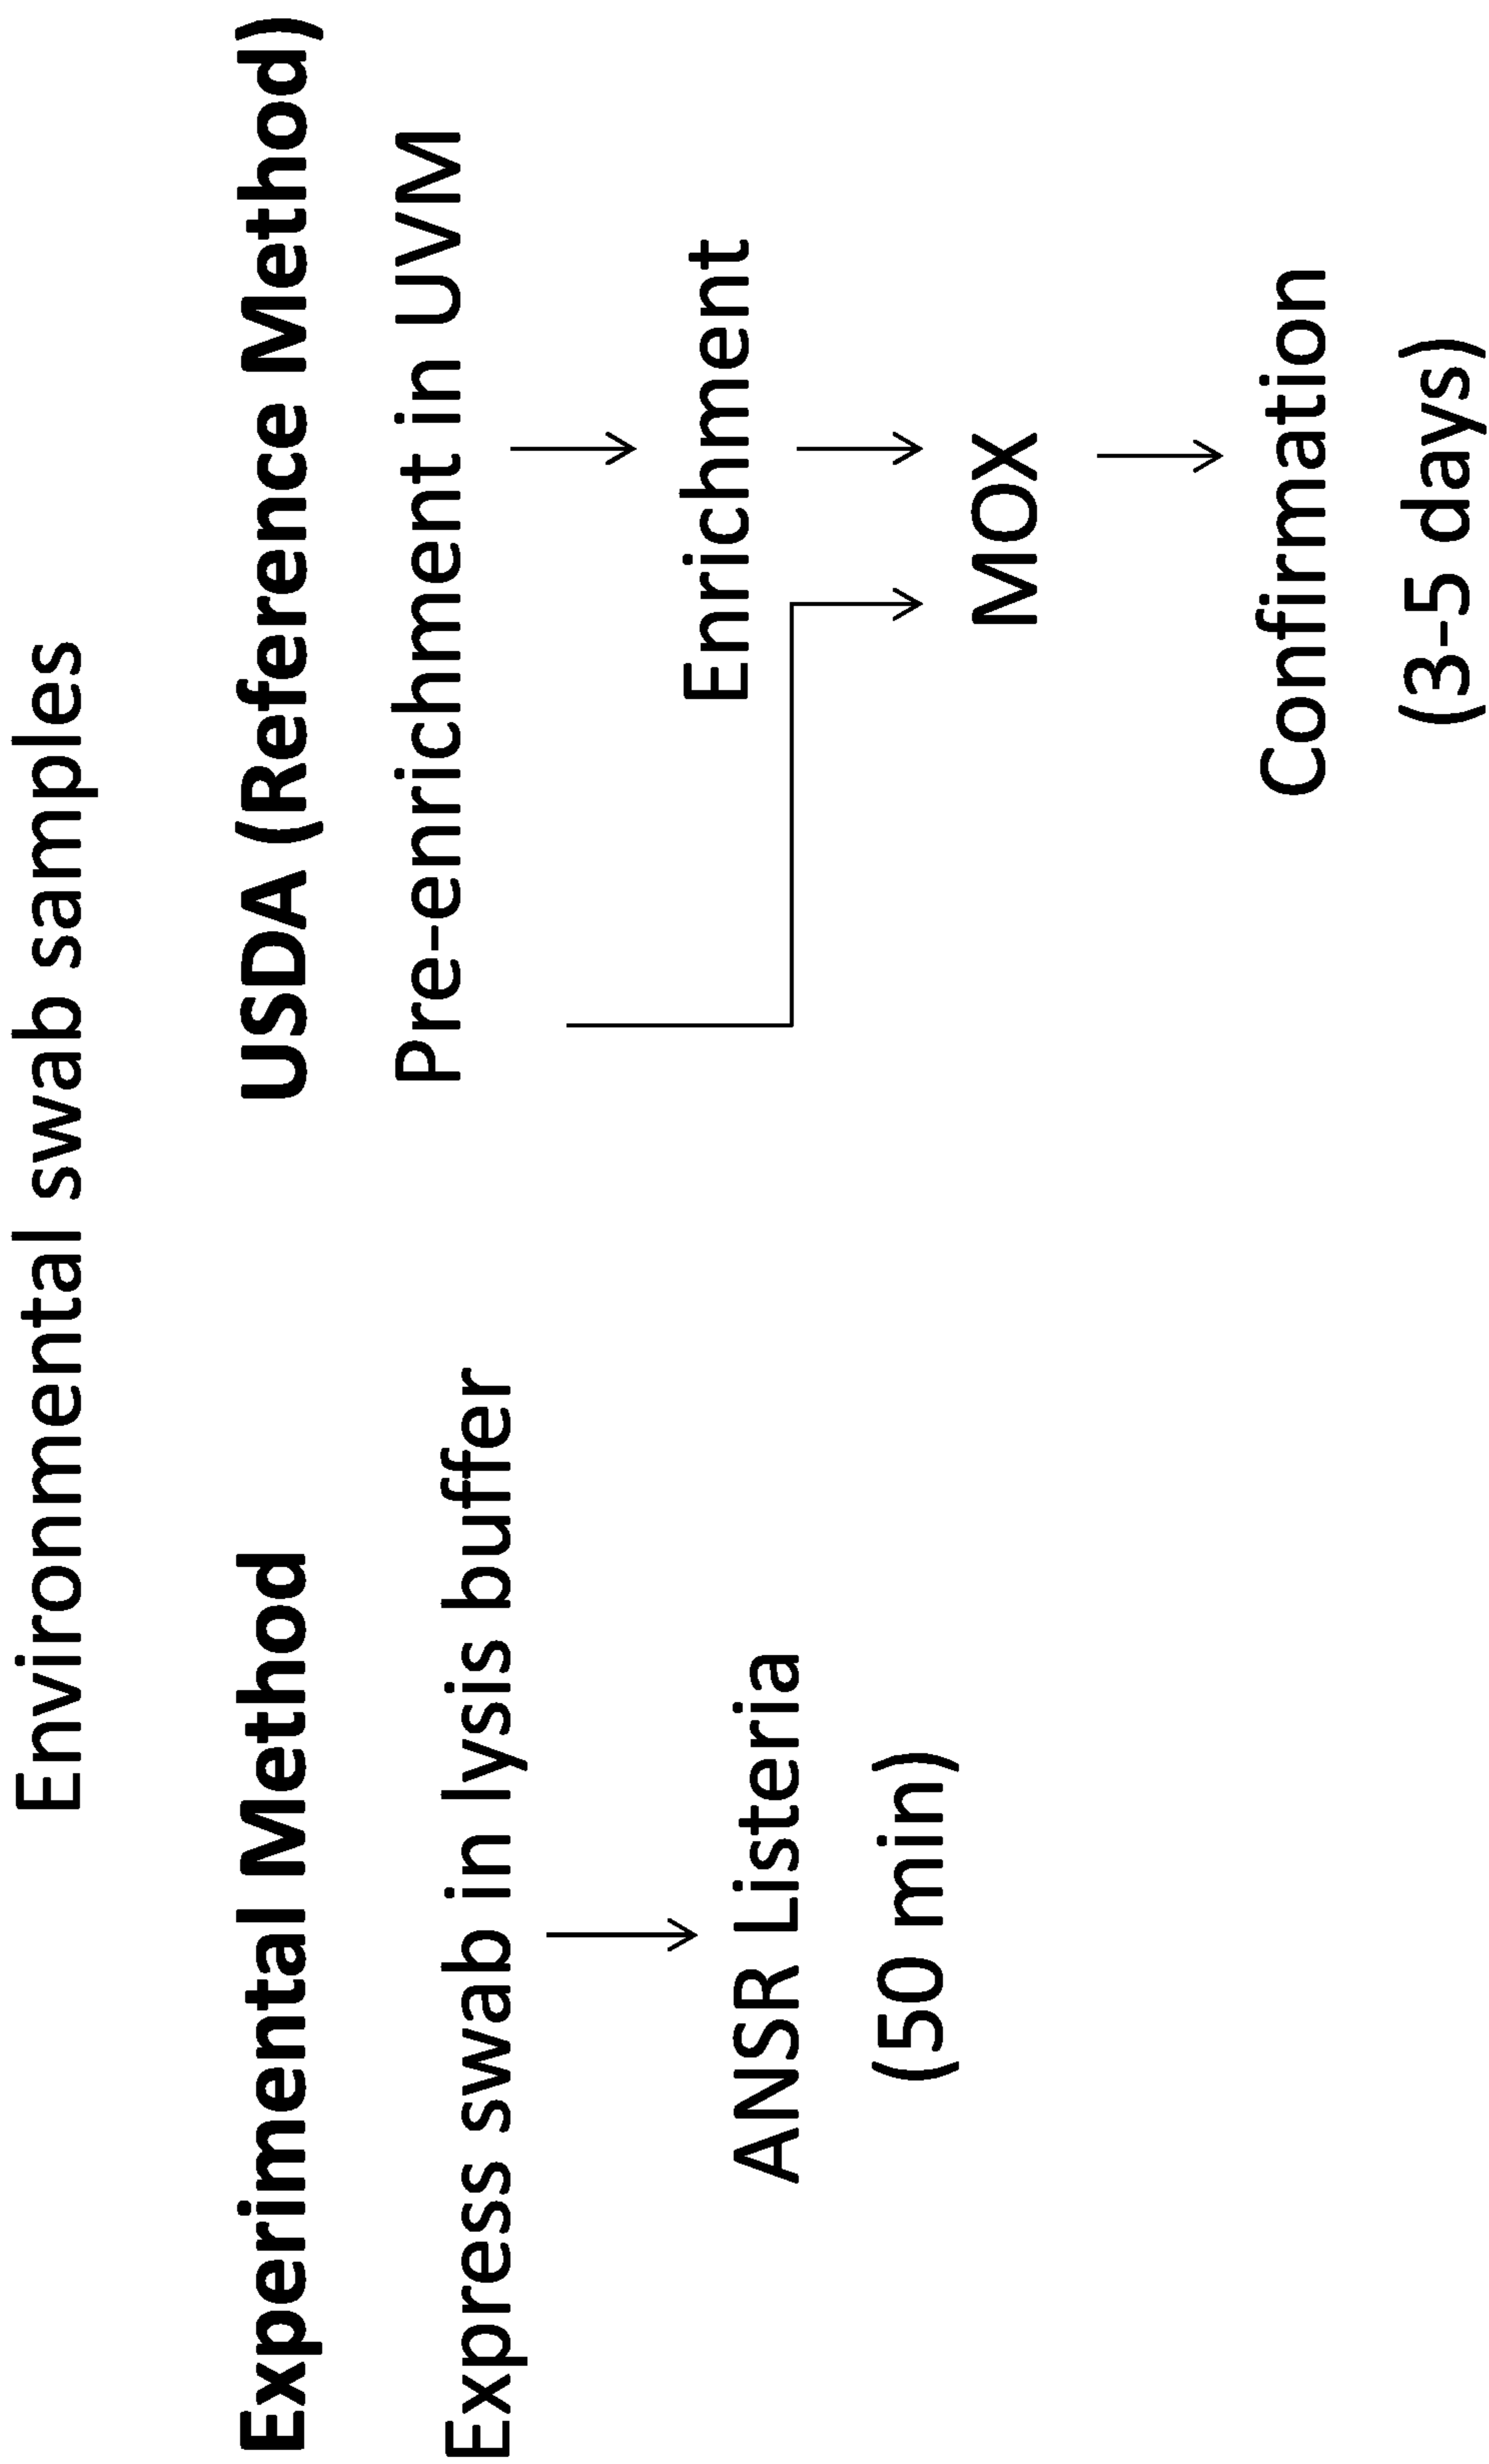 Environmental swab samples
Experimental Method
Express swab in lysis buffer
ANSR Listeria
(50 min)
USDA (Reference Method)
Pre-enrichment in UVM
Enrichment
MOX
Confirmation
(3-5 days)